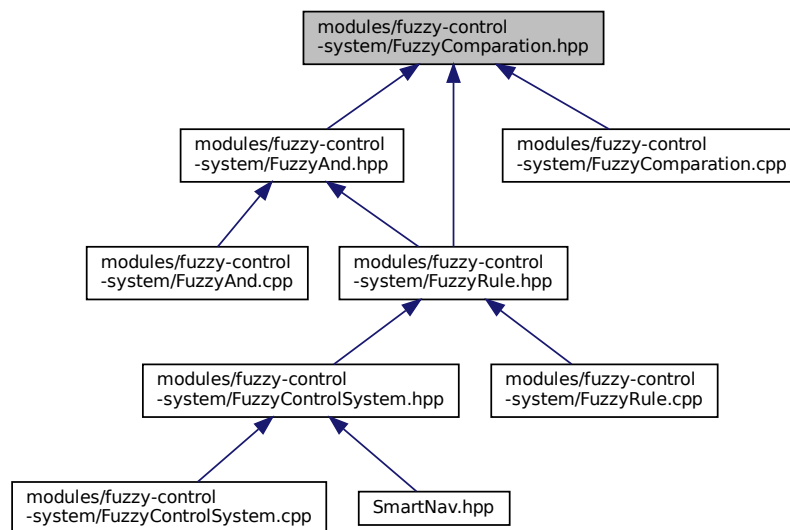 modules/fuzzy-control
-system/FuzzyComparation.hpp
modules/fuzzy-control
-system/FuzzyAnd.hpp
modules/fuzzy-control
-system/FuzzyComparation.cpp
modules/fuzzy-control
-system/FuzzyAnd.cpp
modules/fuzzy-control
-system/FuzzyRule.hpp
modules/fuzzy-control
-system/FuzzyControlSystem.hpp
modules/fuzzy-control
-system/FuzzyRule.cpp
modules/fuzzy-control
-system/FuzzyControlSystem.cpp
SmartNav.hpp